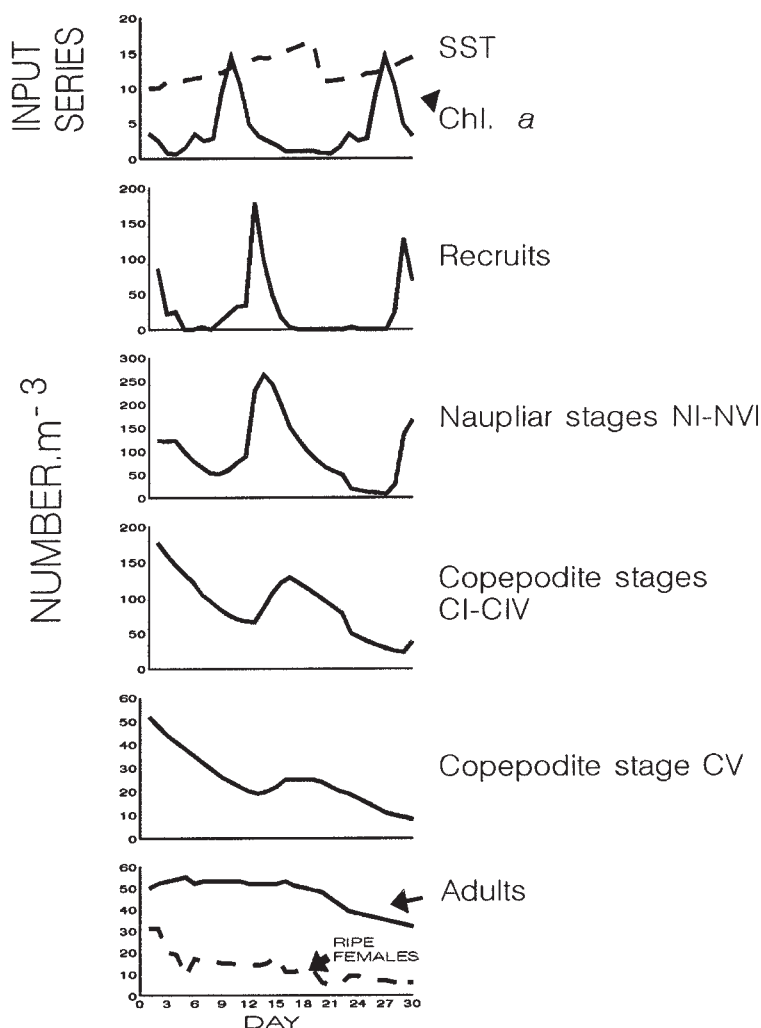 INPUT
SERIES
20
15
10
5
0
SST
Chl. a
200
150
100
50
0
Recruits
NUMBER.m-3
300
250
200
150
100
50
0
Naupliar stages NI-NVI
200
150
100
50
0
Copepodite stages
CI-CIV
60
50
40
30
20
10
0
Copepodite stage CV
60
50
40
30
20
10
0
Adults
RIPE
FEMALES
0 3 6 9 12 15 18 21 24 27 30
DAY